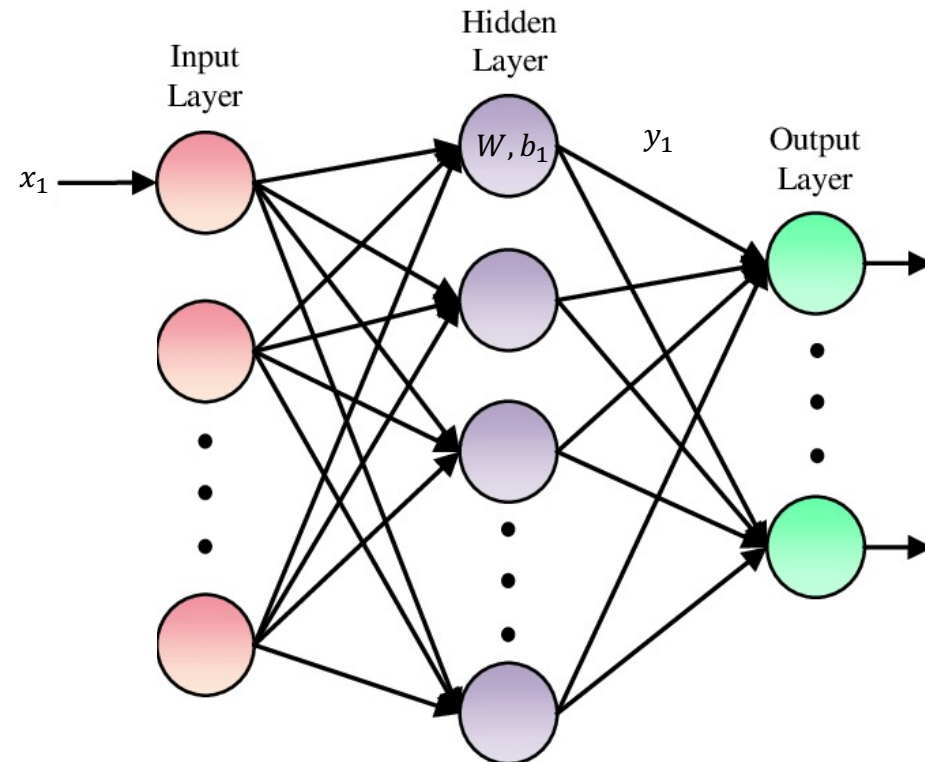 Hidden
Layer
Input
Layer
W, b₁
y₁
Output
Layer
x₁